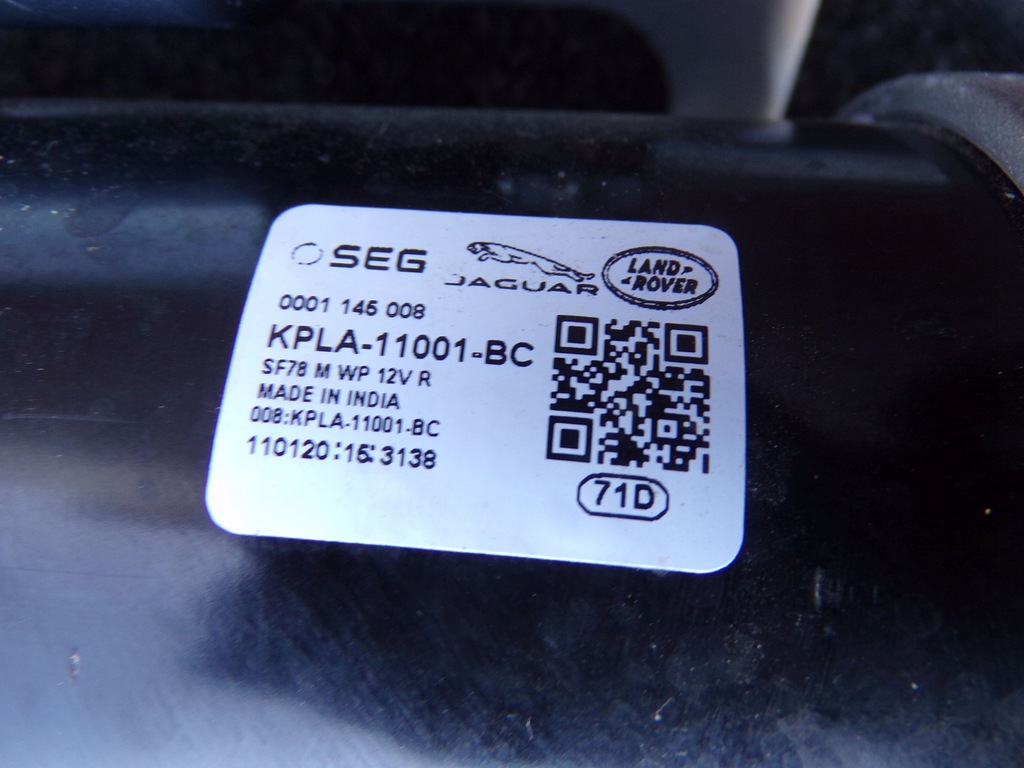 SEG JAGUAR LAND ROVER
0001 145 008
KPLA-11001-BC
SF78 M WP 12V R
MADE IN INDIA
008:KPLA-11001-BC
110120:15:3138
71D